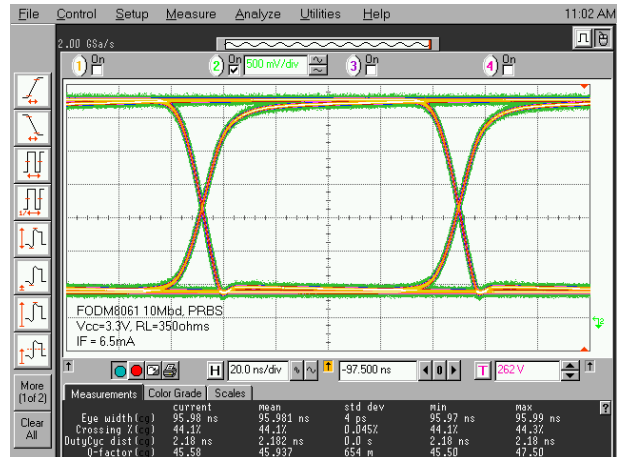 File Control Setup Measure Analyze Utilities Help 11:02 AM
2.00 GSa/s
1 On 2 On 500 mV/div 3 On 4 On
FODM8061 10Mbd, PRBS
Vcc=3.3V, RL=350ohms
IF = 6.5mA
More
(1of 2)
Clear
All
H 20.0 ns/div -97.500 ns 0 T 262 V
Measurements Color Grade Scales
current mean std dev min max
Eye width(cg) 95.98 ns 95.981 ns 4 ps 95.97 ns 95.99 ns
Crossing %(cg) 44.1% 44.1% 0.045% 44.1% 44.3%
DutyCyc dist(cg) 2.18 ns 2.182 ns 0.0 s 2.18 ns 2.18 ns
Q-factor(cg) 45.58 45.937 654 m 45.50 47.50
?